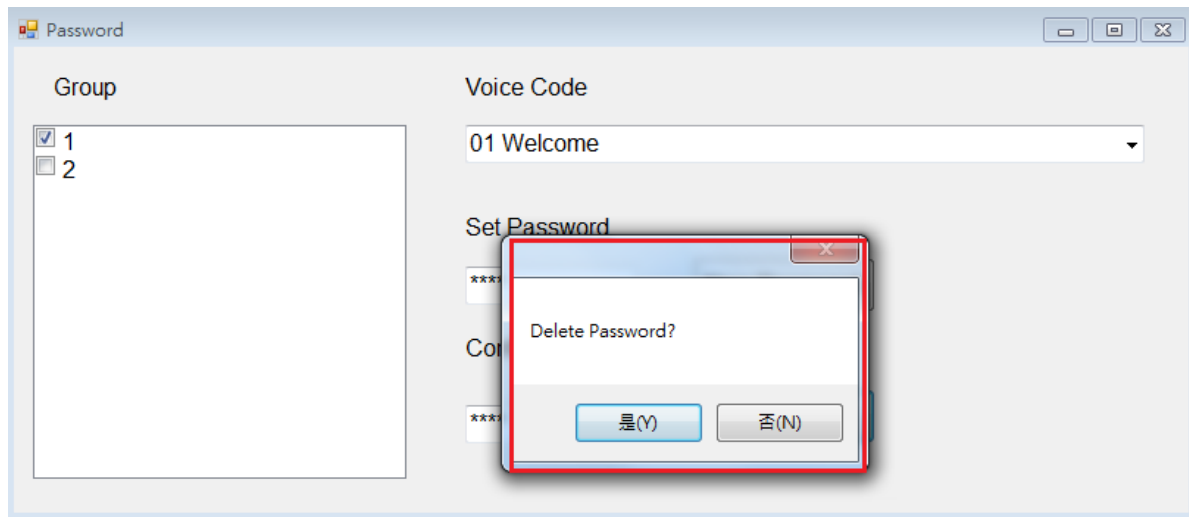 Password
Group
Voice Code
1
2
01 Welcome
Set Password
****
Delete Password?
****
是(Y)
否(N)